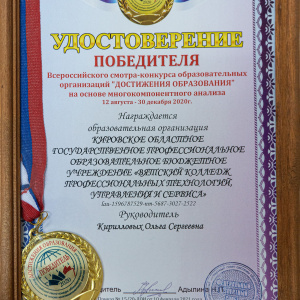 УДОСТОВЕРЕНИЕ
ПОБЕДИТЕЛЯ
Всероссийского смотра-конкурса образовательных
организаций "ДОСТИЖЕНИЯ ОБРАЗОВАНИЯ"
на основе многокомпонентного анализа
12 августа - 30 декабря 2020г.
Награждается
образовательная организация
КИРОВСКОЕ ОБЛАСТНОЕ
ГОСУДАРСТВЕННОЕ ПРОФЕССИОНАЛЬНОЕ
ОБРАЗОВАТЕЛЬНОЕ БЮДЖЕТНОЕ
УЧРЕЖДЕНИЕ «ВЯТСКИЙ КОЛЛЕДЖ
ПРОФЕССИОНАЛЬНЫХ ТЕХНОЛОГИЙ,
УПРАВЛЕНИЯ И СЕРВИСА»
Руководитель
Кирилловых Ольга Сергеевна
Адылина Н.П.
ПОБЕДИТЕЛЬ